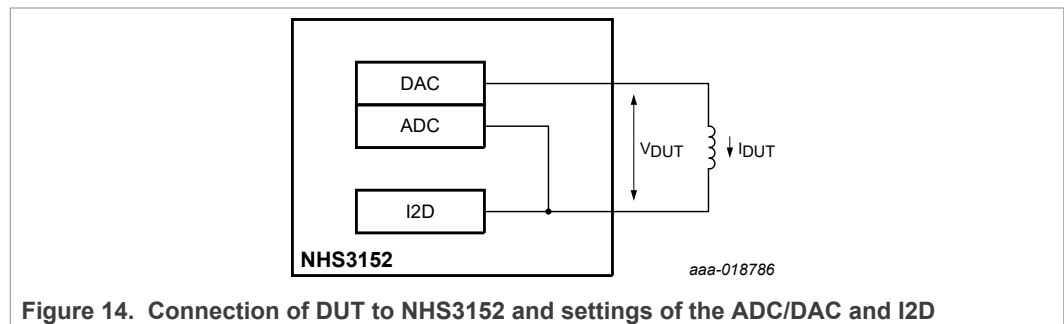 DAC
ADC
VDUT
IDUT
I2D
NHS3152
aaa-018786
Figure 14. Connection of DUT to NHS3152 and settings of the ADC/DAC and I2D